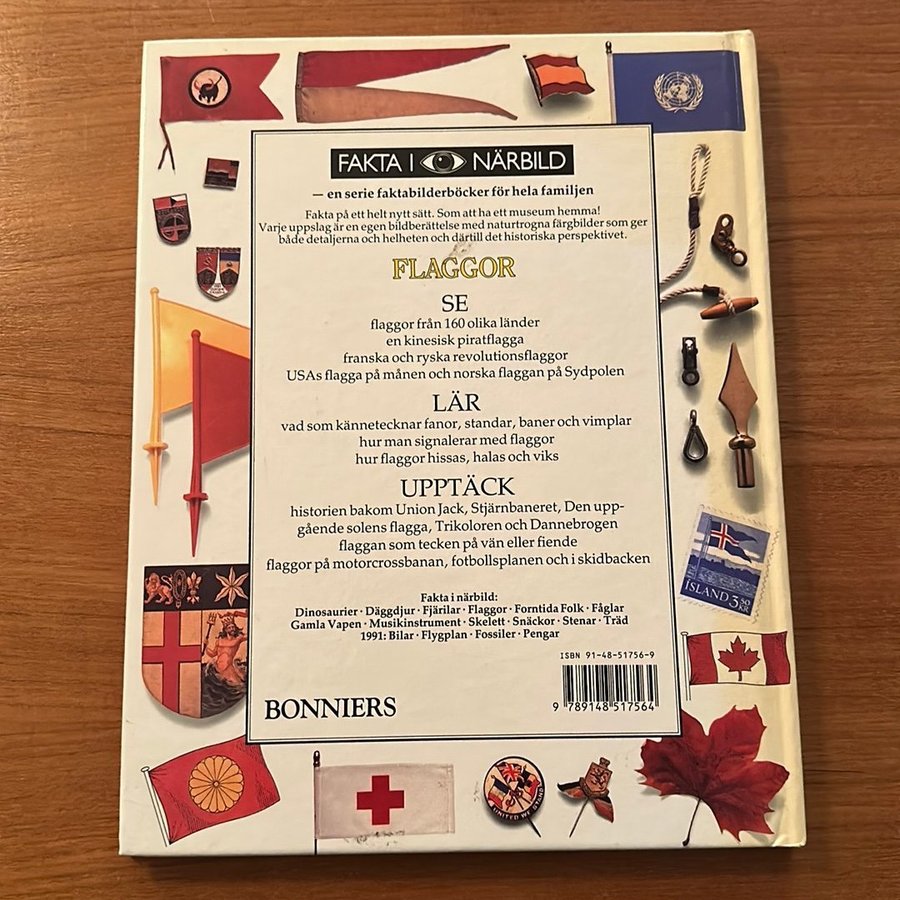 FAKTA I NÄRBILD
— en serie faktabilderböcker för hela familjen
Fakta på ett helt nytt sätt. Som att ha ett museum hemma!
Varje uppslag är en egen bildberättelse med naturtrogna färgbilder som ger
både detaljerna och helheten och därtill det historiska perspektivet.
FLAGGOR
SE
flaggor från 160 olika länder
en kinesisk piratflagga
franska och ryska revolutionsflaggor
USAs flagga på månen och norska flaggan på Sydpolen
LÄR
vad som kännetecknar fanor, standar, baner och vimplar
hur man signalerar med flaggor
hur flaggor hissas, halas och viks
UPPTÄCK
historien bakom Union Jack, Stjärnbaneret, Den upp-
gående solens flagga, Trikoloren och Dannebrogen
flaggan som tecken på vän eller fiende
flaggor på motorcrossbanan, fotbollsplanen och i skidbacken
Fakta i närbild:
Dinosaurier · Däggdjur · Fjärilar · Flaggor · Forntida Folk · Fåglar
Gamla Vapen · Musikinstrument · Skelett · Snäckor · Stenar · Träd
1991: Bilar · Flygplan · Fossiler · Pengar
ISBN 91-48-51756-9
9 789148 517564
BONNIERS
ÍSLAND 3 50 KR
UNITED WE STAND